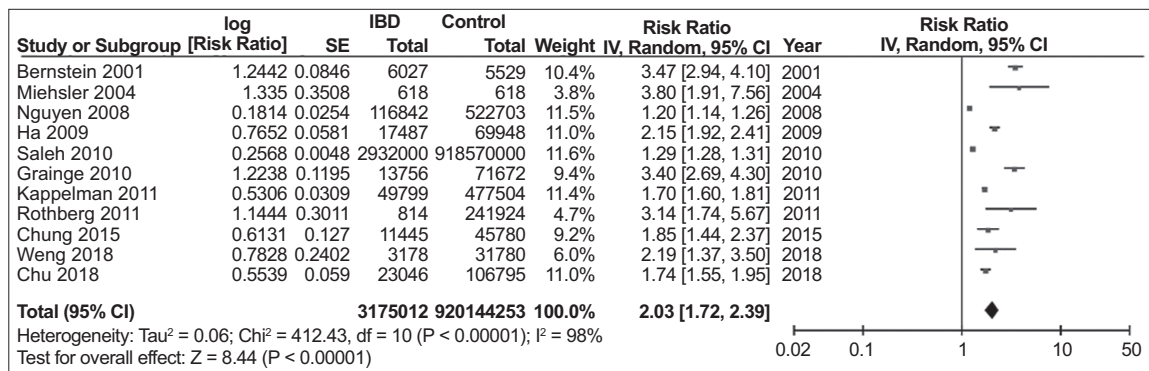 log IBD Control Risk Ratio Risk Ratio
Study or Subgroup [Risk Ratio] SE Total Total Weight IV, Random, 95% CI Year IV, Random, 95% CI
Bernstein 2001 1.2442 0.0846 6027 5529 10.4% 3.47 [2.94, 4.10] 2001
Miehsler 2004 1.335 0.3508 618 618 3.8% 3.80 [1.91, 7.56] 2004
Nguyen 2008 0.1814 0.0254 116842 522703 11.5% 1.20 [1.14, 1.26] 2008
Ha 2009 0.7652 0.0581 17487 69948 11.0% 2.15 [1.92, 2.41] 2009
Saleh 2010 0.2568 0.0048 2932000 918570000 11.6% 1.29 [1.28, 1.31] 2010
Grainge 2010 1.2238 0.1195 13756 71672 9.4% 3.40 [2.69, 4.30] 2010
Kappelman 2011 0.5306 0.0309 49799 477504 11.4% 1.70 [1.60, 1.81] 2011
Rothberg 2011 1.1444 0.3011 814 241924 4.7% 3.14 [1.74, 5.67] 2011
Chung 2015 0.6131 0.127 11445 45780 9.2% 1.85 [1.44, 2.37] 2015
Weng 2018 0.7828 0.2402 3178 31780 6.0% 2.19 [1.37, 3.50] 2018
Chu 2018 0.5539 0.059 23046 106795 11.0% 1.74 [1.55, 1.95] 2018
Total (95% CI) 3175012 920144253 100.0% 2.03 [1.72, 2.39]
Heterogeneity: Tau² = 0.06; Chi² = 412.43, df = 10 (P < 0.00001); I² = 98%
Test for overall effect: Z = 8.44 (P < 0.00001)
0.02 0.1 1 10 50